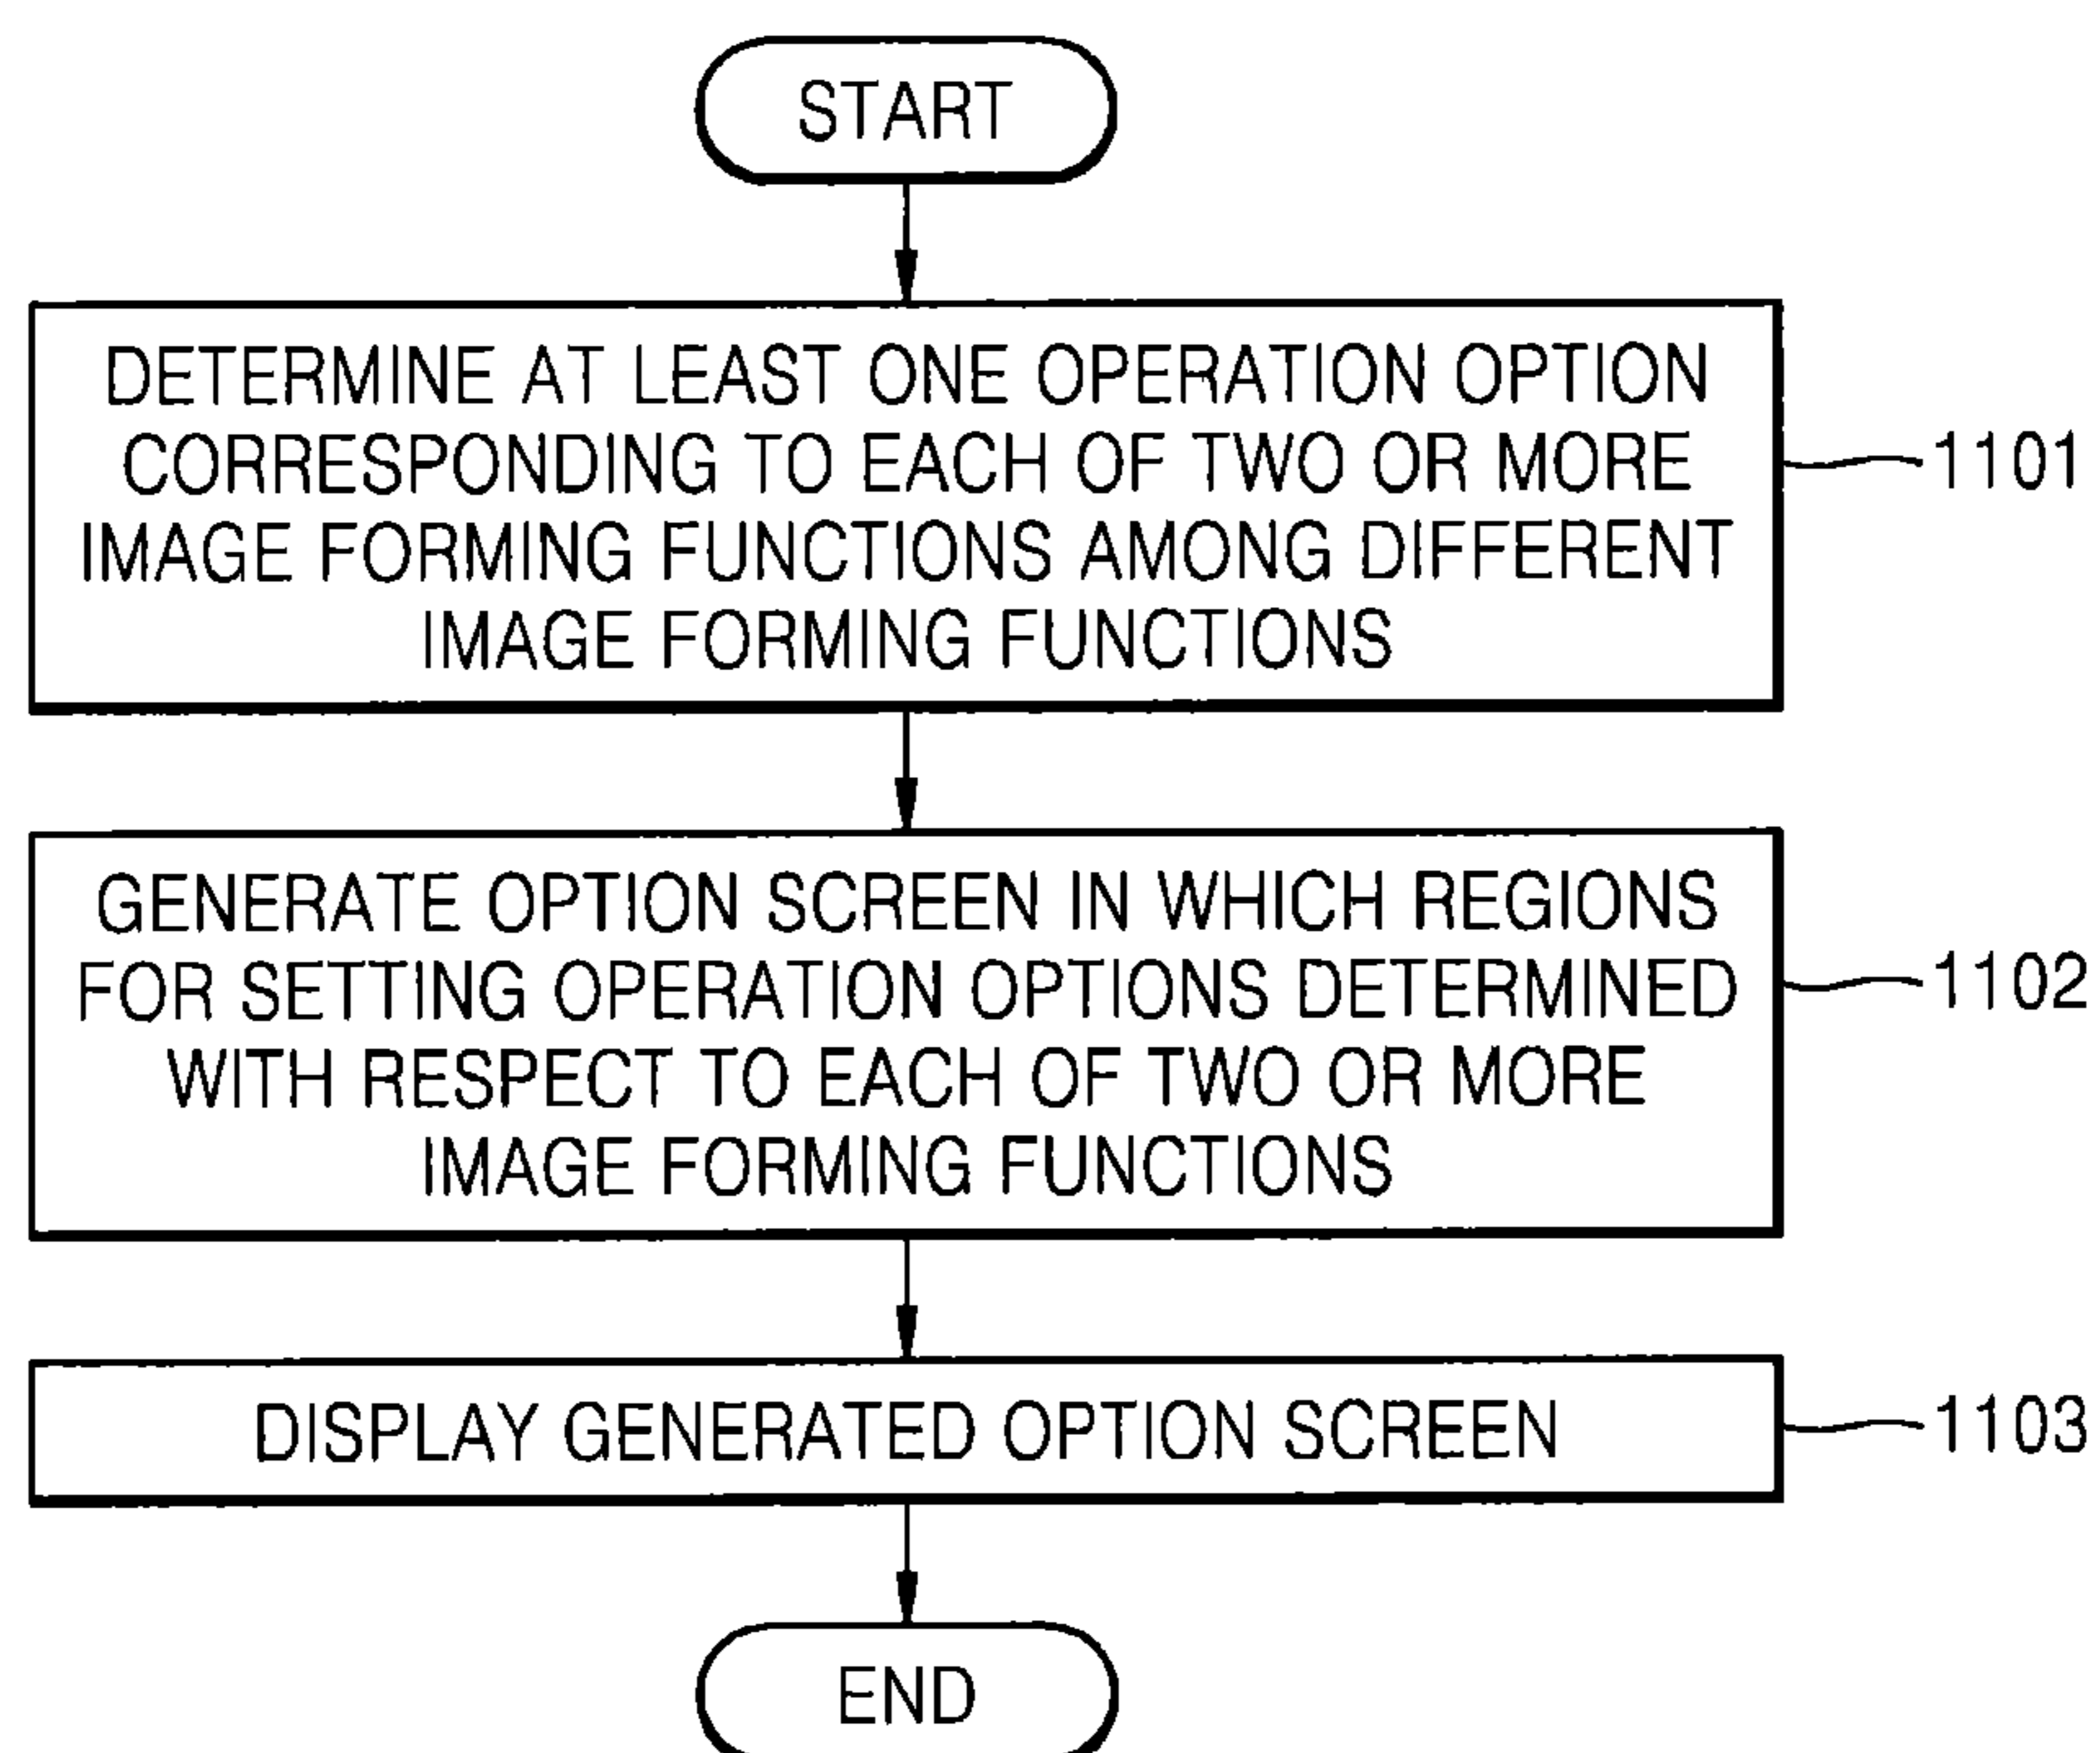 START
DETERMINE AT LEAST ONE OPERATION OPTION
CORRESPONDING TO EACH OF TWO OR MORE
IMAGE FORMING FUNCTIONS AMONG DIFFERENT
IMAGE FORMING FUNCTIONS
1101
GENERATE OPTION SCREEN IN WHICH REGIONS
FOR SETTING OPERATION OPTIONS DETERMINED
WITH RESPECT TO EACH OF TWO OR MORE
IMAGE FORMING FUNCTIONS
1102
DISPLAY GENERATED OPTION SCREEN
1103
END